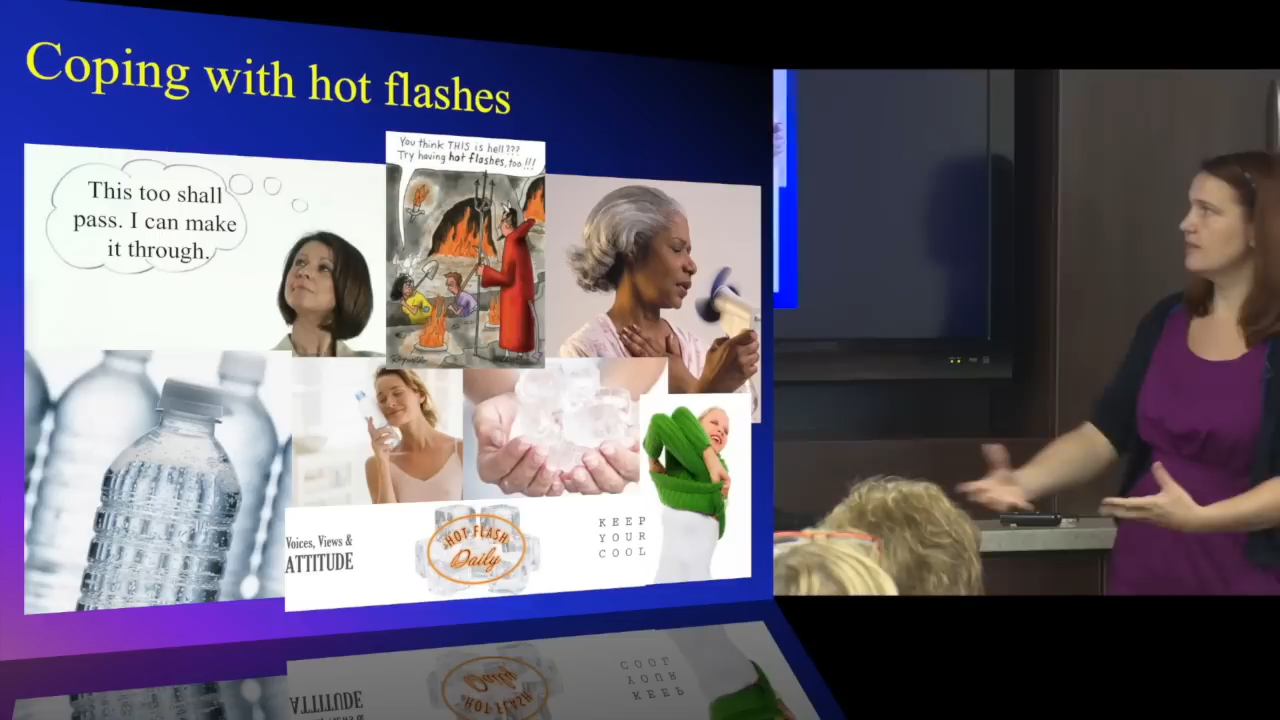 Coping with hot flashes
This too shall
pass. I can make
it through.
You think THIS is hell???
Try having hot flashes, too!!!
Voices, Views &
ATTITUDE
HOT FLASH
Daily
KEEP
YOUR
COOL